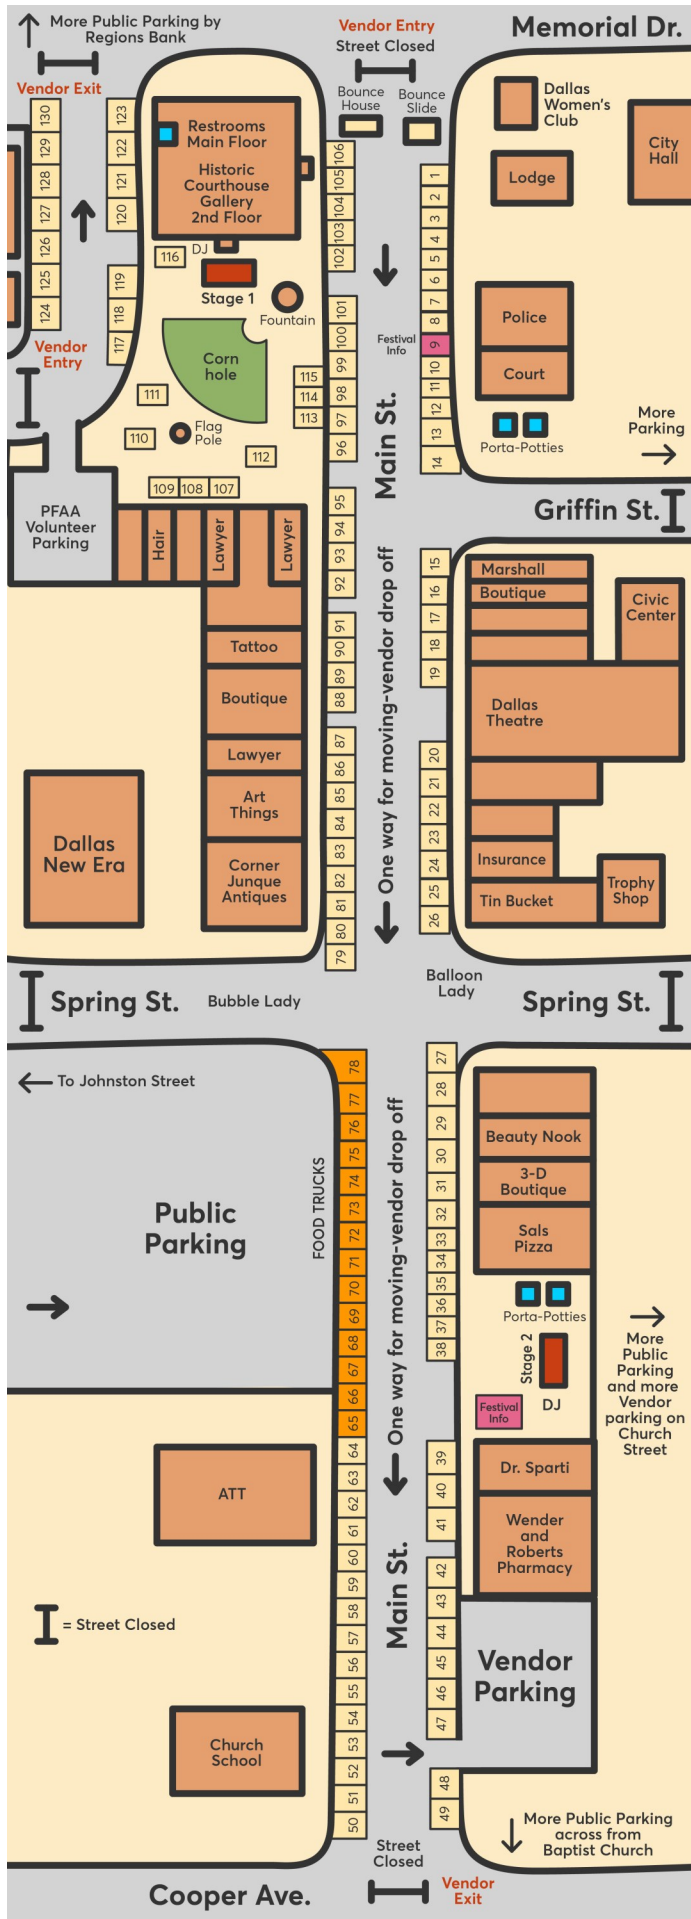 More Public Parking by
Regions Bank
Vendor Exit
Vendor Entry
Street Closed
Memorial Dr.
Bounce
House
Bounce
Slide
Dallas
Women's
Club
City
Hall
Lodge
Restrooms
Main Floor
Historic
Courthouse
Gallery
2nd Floor
130
129
128
127
126
125
124
123
122
121
120
119
118
117
106
105
104
103
102
1
2
3
4
5
6
7
8
9
10
11
12
13
14
116
DJ
Stage 1
Fountain
Corn
hole
Vendor
Entry
101
100
99
98
97
96
115
114
113
Festival
Info
Main St.
Police
Court
Porta-Potties
More
Parking
111
110
Flag
Pole
112
109
108
107
PFAA
Volunteer
Parking
Hair
Lawyer
Lawyer
Griffin St.
95
94
93
92
91
90
89
88
87
86
85
84
83
82
81
80
79
One way for moving-vendor drop off
15
16
17
18
19
20
21
22
23
24
25
26
Marshall
Boutique
Civic
Center
Dallas
Theatre
Insurance
Tin Bucket
Trophy
Shop
Tattoo
Boutique
Lawyer
Art
Things
Corner
Junque
Antiques
Dallas
New Era
Spring St.
Bubble Lady
Balloon
Lady
Spring St.
To Johnston Street
Public
Parking
FOOD TRUCKS
78
77
76
75
74
73
72
71
70
69
68
67
66
65
64
63
62
61
60
59
58
57
56
55
54
53
52
51
50
One way for moving-vendor drop off
27
28
29
30
31
32
33
34
35
36
37
38
39
40
41
42
43
44
45
46
47
48
49
Beauty Nook
3-D
Boutique
Sals
Pizza
Porta-Potties
Stage 2
DJ
Festival
Info
More
Public
Parking
and more
Vendor
parking on
Church
Street
Dr. Sparti
Wender
and
Roberts
Pharmacy
ATT
= Street Closed
Main St.
Vendor
Parking
Church
School
More Public Parking
across from
Baptist Church
Street
Closed
Cooper Ave.
Vendor
Exit